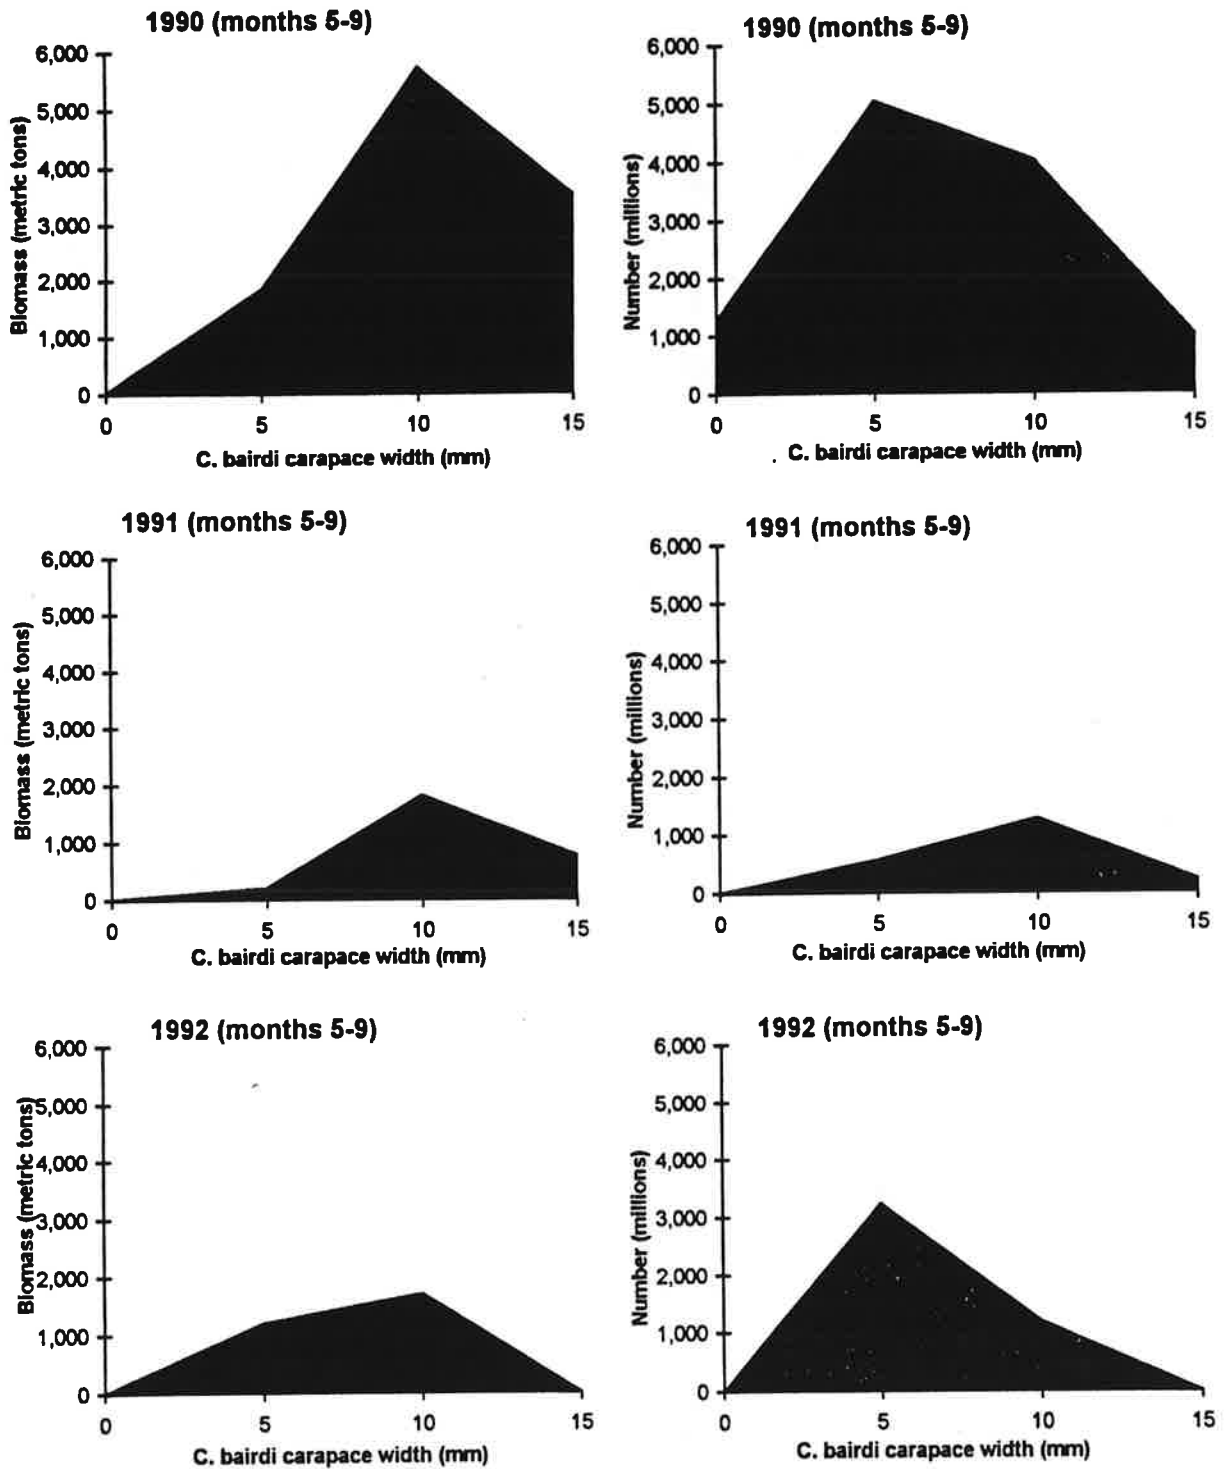 1990 (months 5-9)
6,000
5,000
4,000
3,000
2,000
1,000
0
Biomass (metric tons)
0 5 10 15
C. bairdi carapace width (mm)
1990 (months 5-9)
6,000
5,000
4,000
3,000
2,000
1,000
0
Number (millions)
0 5 10 15
C. bairdi carapace width (mm)
1991 (months 5-9)
6,000
5,000
4,000
3,000
2,000
1,000
0
Biomass (metric tons)
0 5 10 15
C. bairdi carapace width (mm)
1991 (months 5-9)
6,000
5,000
4,000
3,000
2,000
1,000
0
Number (millions)
0 5 10 15
C. bairdi carapace width (mm)
1992 (months 5-9)
6,000
5,000
4,000
3,000
2,000
1,000
0
Biomass (metric tons)
0 5 10 15
C. bairdi carapace width (mm)
1992 (months 5-9)
6,000
5,000
4,000
3,000
2,000
1,000
0
Number (millions)
0 5 10 15
C. bairdi carapace width (mm)